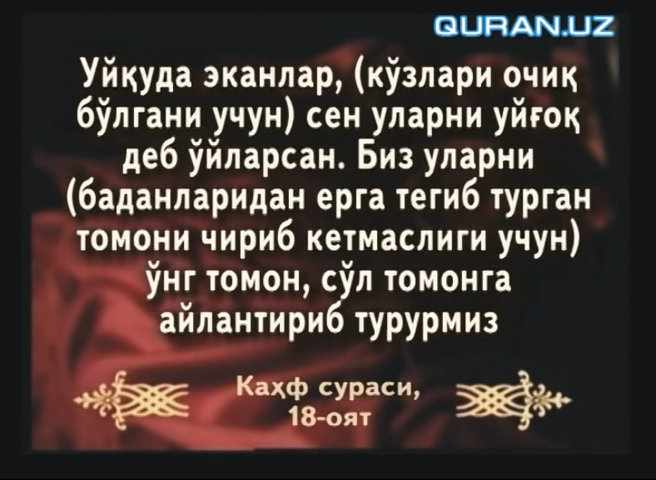 QURAN.UZ
Уйқуда эканлар, (кўзлари очиқ
бўлгани учун) сен уларни уйғоқ
деб ўйларсан. Биз уларни
(баданларидан ерга тегиб турган
томони чириб кетмаслиги учун)
ўнг томон, сўл томонга
айлантириб турурмиз
Каҳф сураси,
18-оят